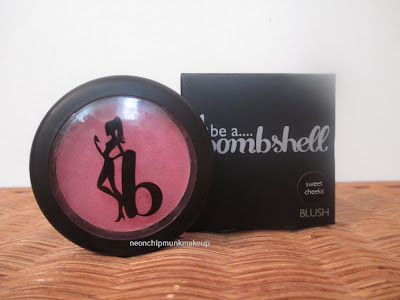 be a....
bombshell
sweet
cheeks
BLUSH
b
neonchipmunkmakeup